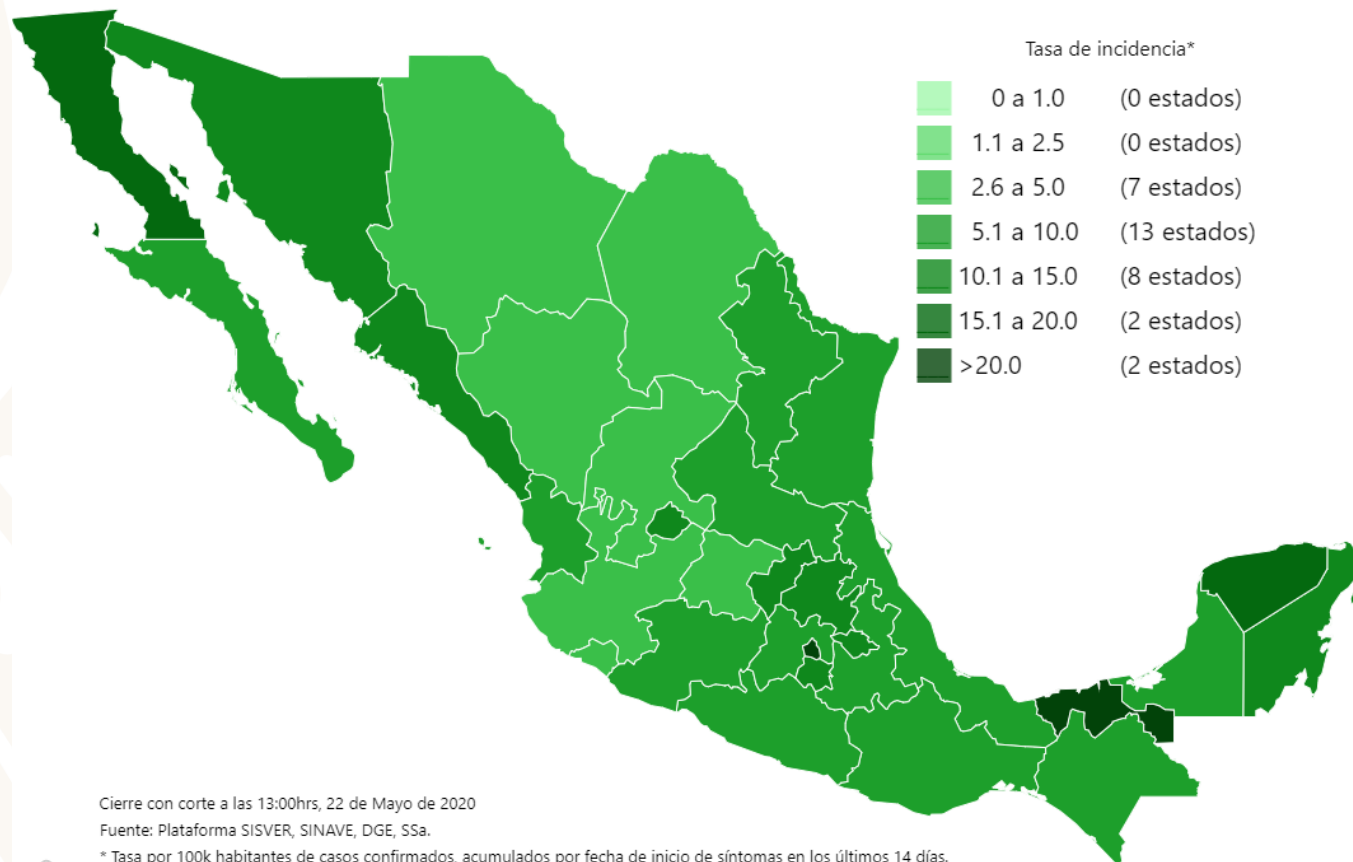 Tasa de incidencia*
0 a 1.0 (0 estados)
1.1 a 2.5 (0 estados)
2.6 a 5.0 (7 estados)
5.1 a 10.0 (13 estados)
10.1 a 15.0 (8 estados)
15.1 a 20.0 (2 estados)
>20.0 (2 estados)
Cierre con corte a las 13:00hrs, 22 de Mayo de 2020
Fuente: Plataforma SISVER, SINAVE, DGE, SSa.
* Tasa por 100k habitantes de casos confirmados, acumulados por fecha de inicio de síntomas en los últimos 14 días.